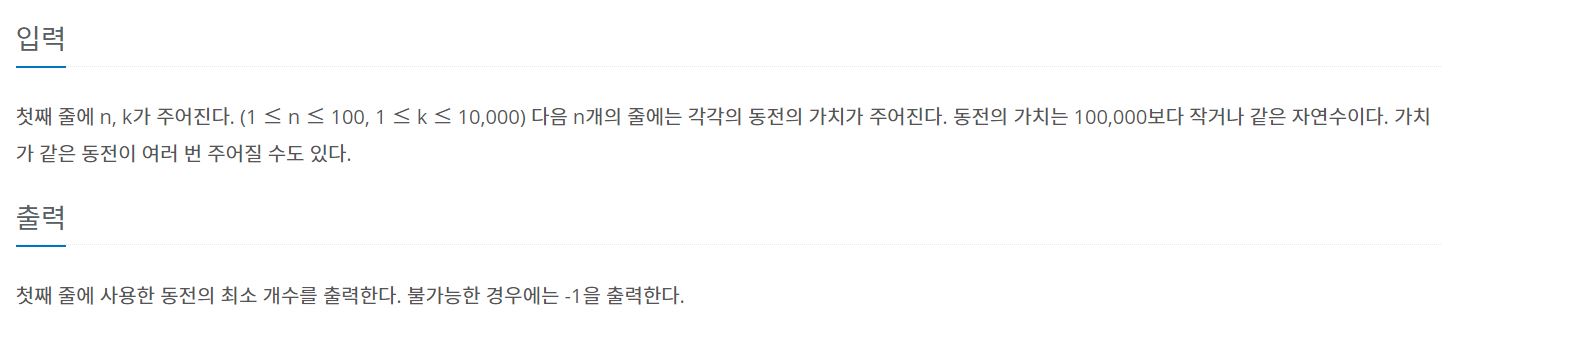 입력
첫째 줄에 n, k가 주어진다. (1 ≤ n ≤ 100, 1 ≤ k ≤ 10,000) 다음 n개의 줄에는 각각의 동전의 가치가 주어진다. 동전의 가치는 100,000보다 작거나 같은 자연수이다. 가치
가 같은 동전이 여러 번 주어질 수도 있다.
출력
첫째 줄에 사용한 동전의 최소 개수를 출력한다. 불가능한 경우에는 -1을 출력한다.